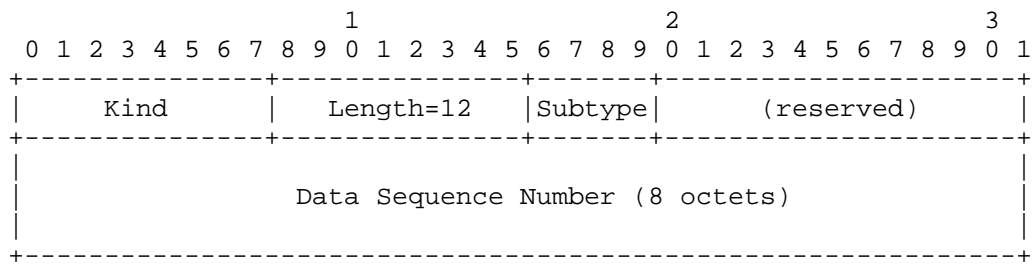 1                   2                   3
 0 1 2 3 4 5 6 7 8 9 0 1 2 3 4 5 6 7 8 9 0 1 2 3 4 5 6 7 8 9 0 1
+---------------+---------------+-------+-----------------------+
|     Kind      |   Length=12   |Subtype|      (reserved)       |
+---------------+---------------+-------+-----------------------+
|                                                               |
|                Data Sequence Number (8 octets)                |
|                                                               |
+---------------------------------------------------------------+